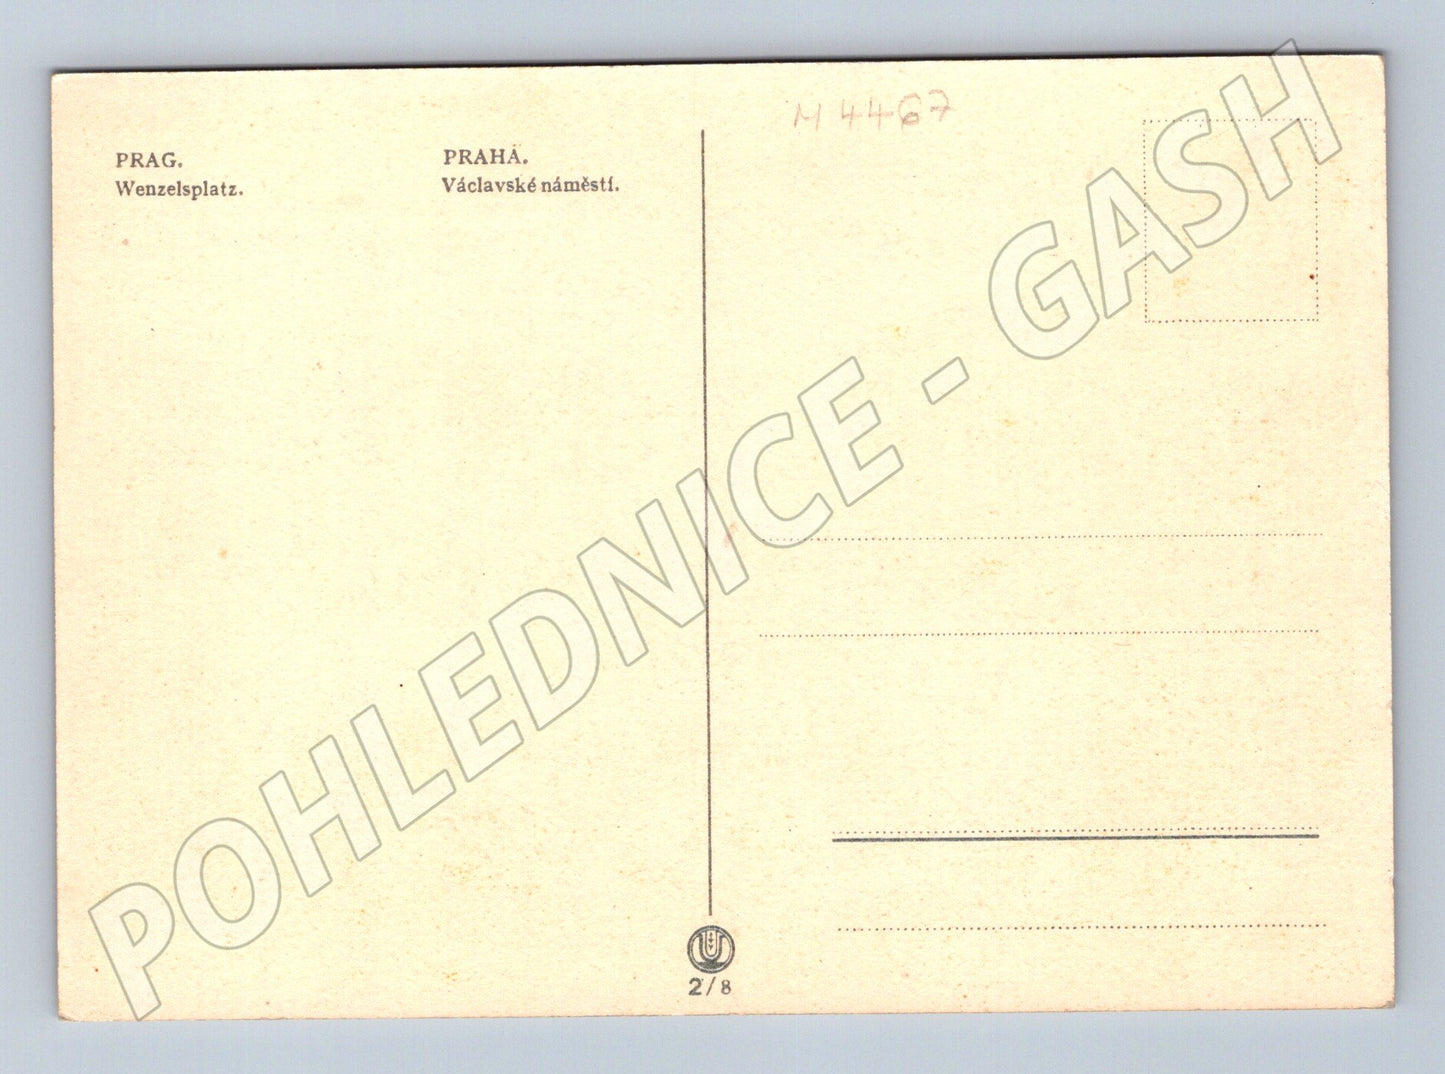 M 4467
PRAG.
Wenzelsplatz.
PRAHA.
Václavské náměstí.
POHLEDNICE - GASH
2/8